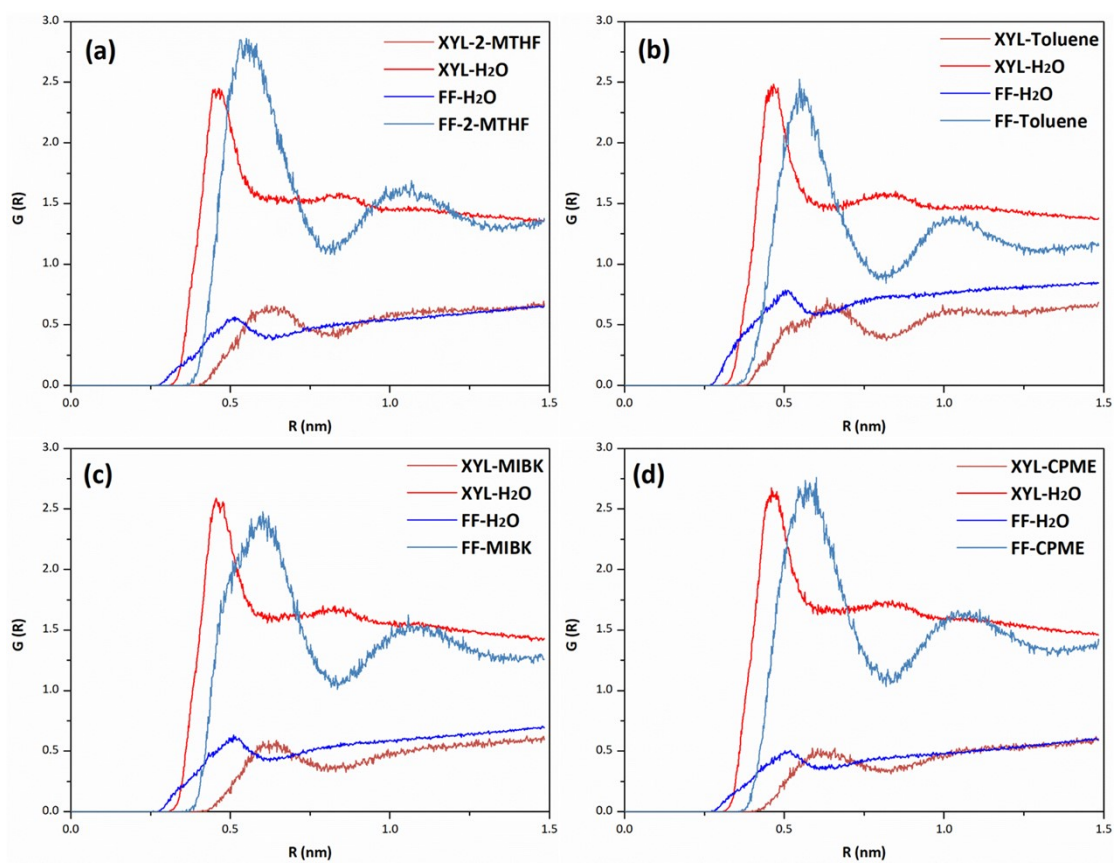 (a)
XYL-2-MTHF
XYL-H₂O
FF-H₂O
FF-2-MTHF
G (R)
3.0
2.5
2.0
1.5
1.0
0.5
0.0
0.0 0.5 1.0 1.5
R (nm)
(b)
XYL-Toluene
XYL-H₂O
FF-H₂O
FF-Toluene
G (R)
3.0
2.5
2.0
1.5
1.0
0.5
0.0
0.0 0.5 1.0 1.5
R (nm)
(c)
XYL-MIBK
XYL-H₂O
FF-H₂O
FF-MIBK
G (R)
3.0
2.5
2.0
1.5
1.0
0.5
0.0
0.0 0.5 1.0 1.5
R (nm)
(d)
XYL-CPME
XYL-H₂O
FF-H₂O
FF-CPME
G (R)
3.0
2.5
2.0
1.5
1.0
0.5
0.0
0.0 0.5 1.0 1.5
R (nm)